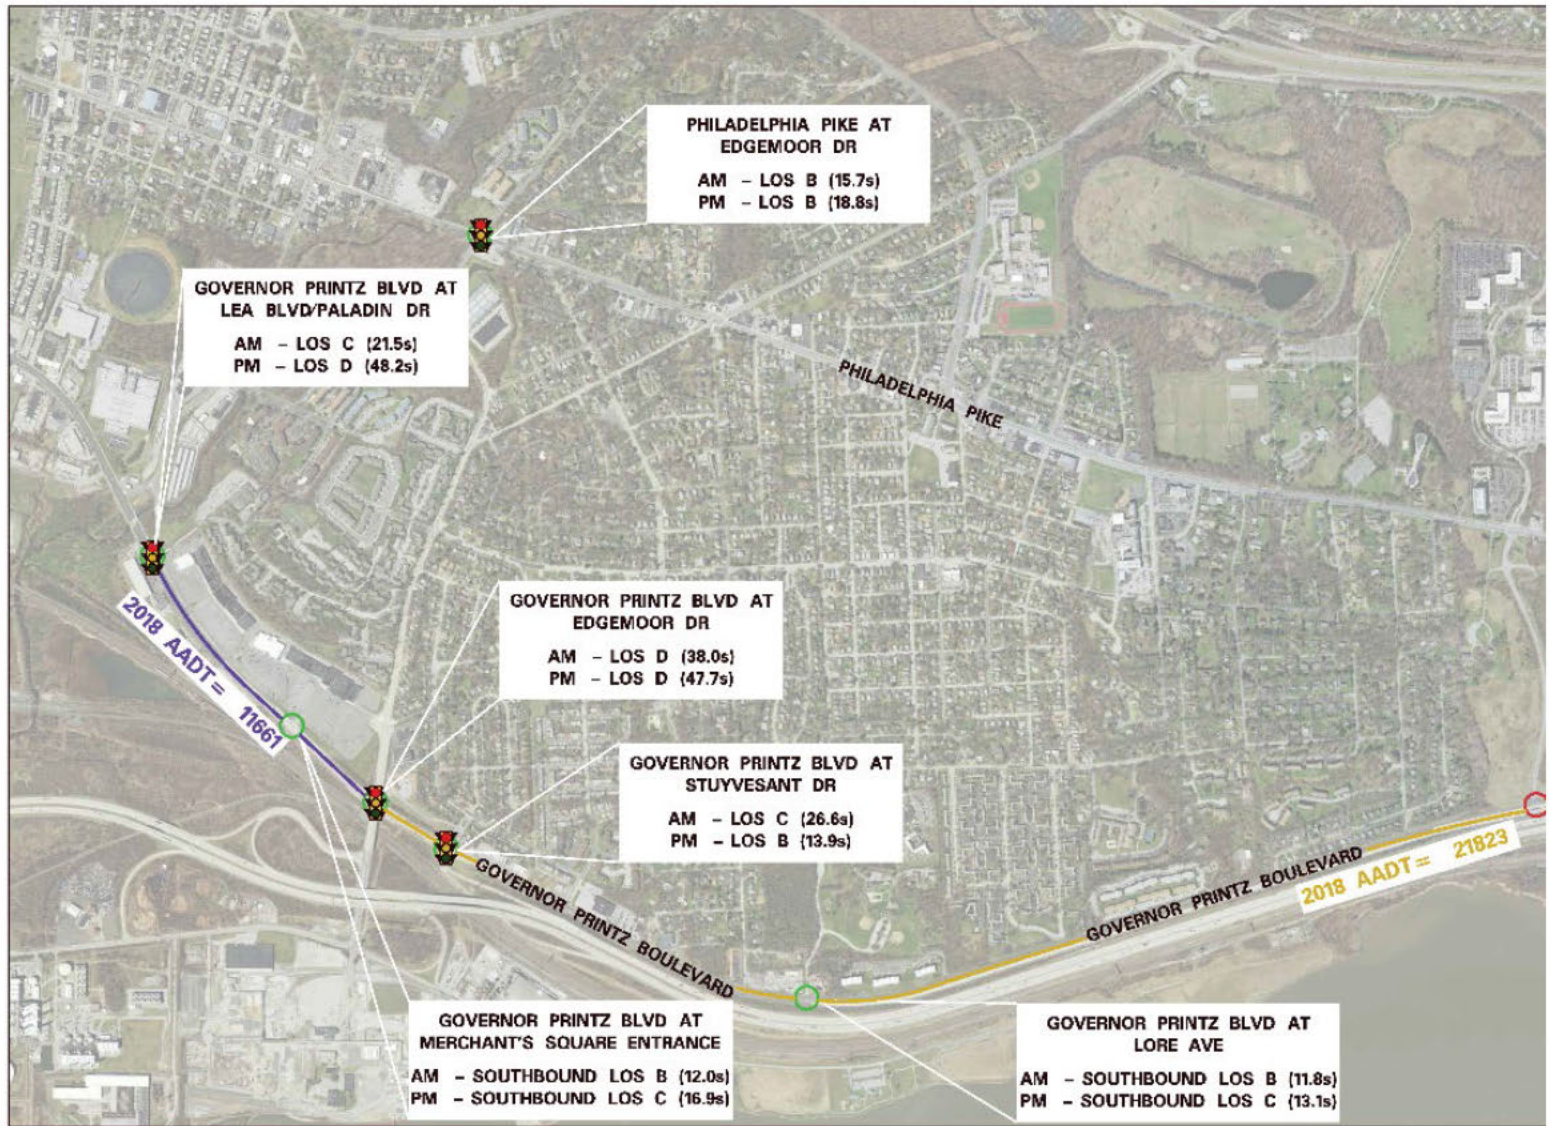 PHILADELPHIA PIKE AT
EDGEMOOR DR
AM - LOS B (15.7s)
PM - LOS B (18.8s)
GOVERNOR PRINTZ BLVD AT
LEA BLVD/PALADIN DR
AM - LOS C (21.5s)
PM - LOS D (48.2s)
PHILADELPHIA PIKE
GOVERNOR PRINTZ BLVD AT
EDGEMOOR DR
AM - LOS D (38.0s)
PM - LOS D (47.7s)
2018 AADT = 11661
GOVERNOR PRINTZ BLVD AT
STUYVESANT DR
AM - LOS C (26.6s)
PM - LOS B (13.9s)
GOVERNOR PRINTZ BOULEVARD
GOVERNOR PRINTZ BOULEVARD
2018 AADT = 21823
GOVERNOR PRINTZ BLVD AT
MERCHANT'S SQUARE ENTRANCE
AM - SOUTHBOUND LOS B (12.0s)
PM - SOUTHBOUND LOS C (16.9s)
GOVERNOR PRINTZ BLVD AT
LORE AVE
AM - SOUTHBOUND LOS B (11.8s)
PM - SOUTHBOUND LOS C (13.1s)